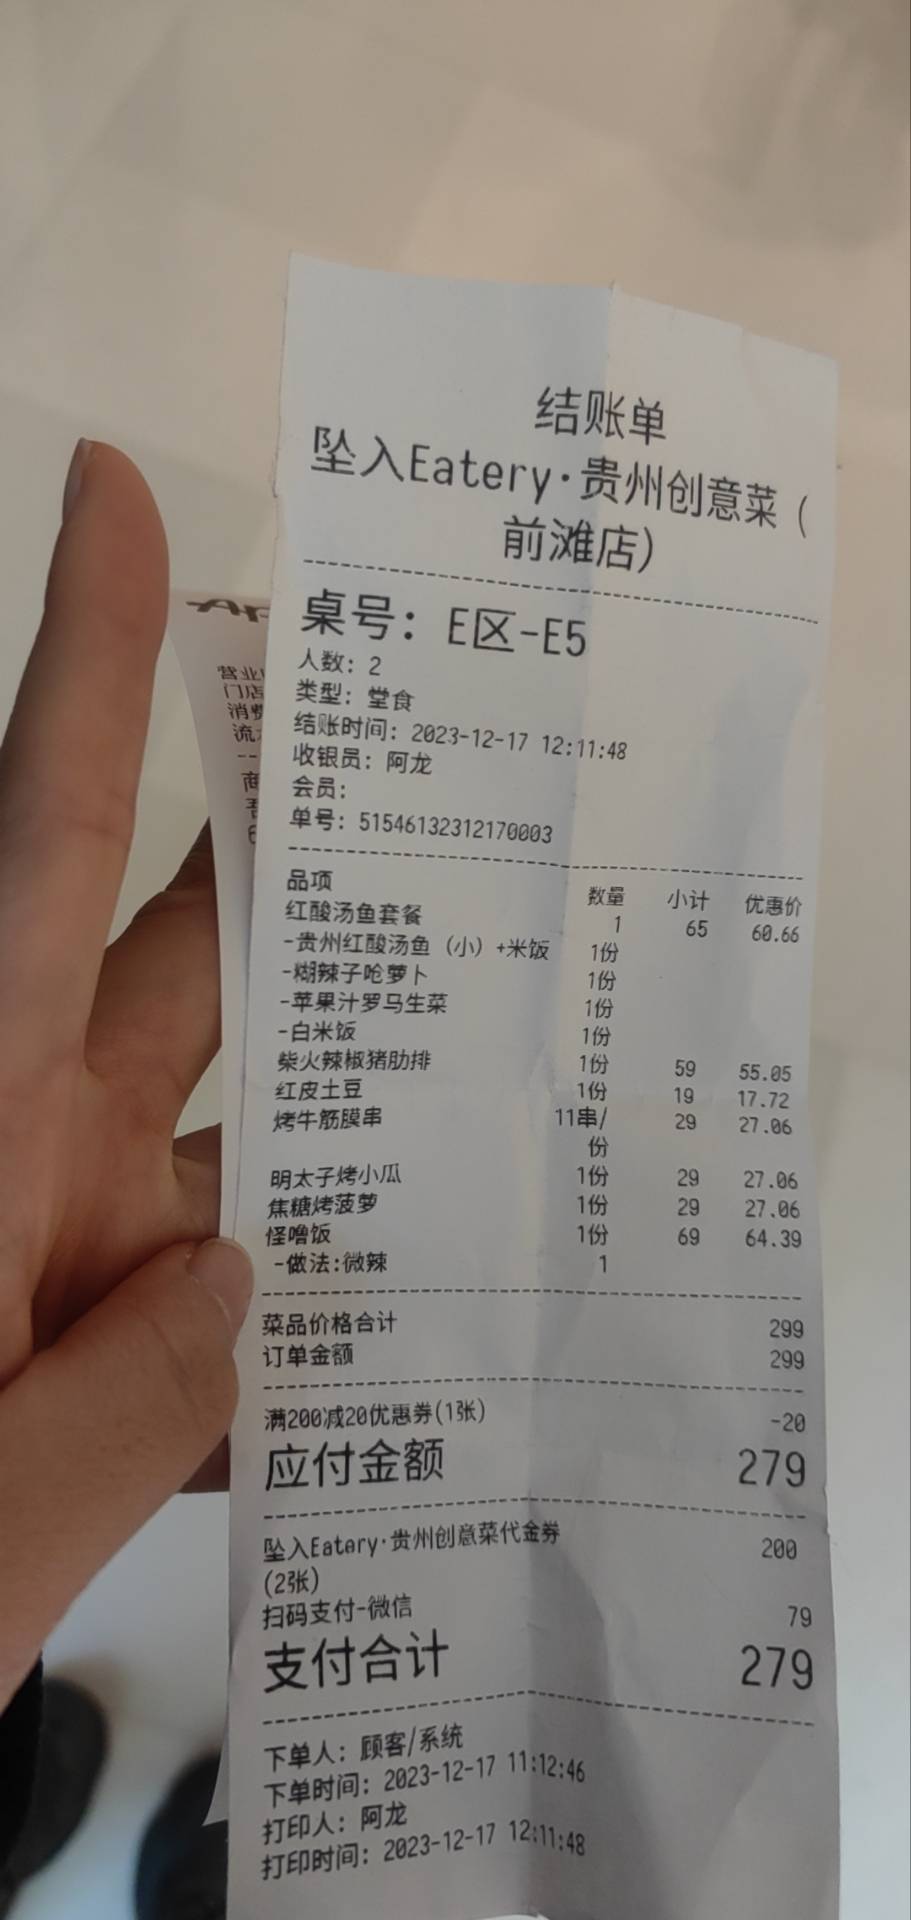 结账单
坠入Eatery·贵州创意菜（
前滩店）
桌号：E区-E5
人数：2
类型：堂食
结账时间：2023-12-17 12:11:48
收银员：阿龙
会员：
单号：51546132312170003
品项 数量 小计 优惠价
红酸汤鱼套餐 1 65 60.66
-贵州红酸汤鱼（小）+米饭 1份
-糊辣子呛萝卜 1份
-苹果汁罗马生菜 1份
-白米饭 1份
柴火辣椒猪肋排 1份 59 55.05
红皮土豆 1份 19 17.72
烤牛筋膜串 11串/ 29 27.06
份
明太子烤小瓜 1份 29 27.06
焦糖烤菠萝 1份 29 27.06
怪噜饭 1份 69 64.39
-做法:微辣 1
菜品价格合计 299
订单金额 299
满200减20优惠券(1张) -20
应付金额 279
坠入Eatery·贵州创意菜代金券 200
(2张)
扫码支付-微信 79
支付合计 279
下单人：顾客/系统
下单时间：2023-12-17 11:12:46
打印人：阿龙
打印时间：2023-12-17 12:11:48
营业
门店
消费
流
商